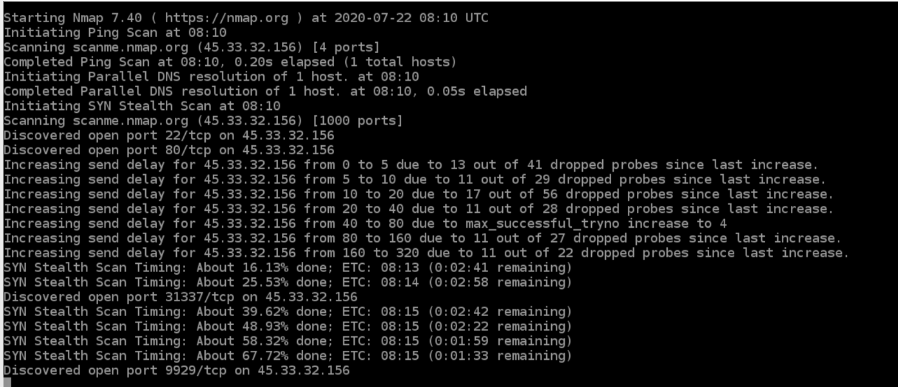 Starting Nmap 7.40 ( https://nmap.org ) at 2020-07-22 08:10 UTC
Initiating Ping Scan at 08:10
Scanning scanme.nmap.org (45.33.32.156) [4 ports]
Completed Ping Scan at 08:10, 0.20s elapsed (1 total hosts)
Initiating Parallel DNS resolution of 1 host. at 08:10
Completed Parallel DNS resolution of 1 host. at 08:10, 0.05s elapsed
Initiating SYN Stealth Scan at 08:10
Scanning scanme.nmap.org (45.33.32.156) [1000 ports]
Discovered open port 22/tcp on 45.33.32.156
Discovered open port 80/tcp on 45.33.32.156
Increasing send delay for 45.33.32.156 from 0 to 5 due to 13 out of 41 dropped probes since last increase.
Increasing send delay for 45.33.32.156 from 5 to 10 due to 11 out of 29 dropped probes since last increase.
Increasing send delay for 45.33.32.156 from 10 to 20 due to 17 out of 56 dropped probes since last increase.
Increasing send delay for 45.33.32.156 from 20 to 40 due to 11 out of 28 dropped probes since last increase.
Increasing send delay for 45.33.32.156 from 40 to 80 due to max_successful_tryno increase to 4
Increasing send delay for 45.33.32.156 from 80 to 160 due to 11 out of 27 dropped probes since last increase.
Increasing send delay for 45.33.32.156 from 160 to 320 due to 11 out of 22 dropped probes since last increase.
SYN Stealth Scan Timing: About 16.13% done; ETC: 08:13 (0:02:41 remaining)
SYN Stealth Scan Timing: About 25.53% done; ETC: 08:14 (0:02:58 remaining)
Discovered open port 31337/tcp on 45.33.32.156
SYN Stealth Scan Timing: About 39.62% done; ETC: 08:15 (0:02:42 remaining)
SYN Stealth Scan Timing: About 48.93% done; ETC: 08:15 (0:02:22 remaining)
SYN Stealth Scan Timing: About 58.32% done; ETC: 08:15 (0:01:59 remaining)
SYN Stealth Scan Timing: About 67.72% done; ETC: 08:15 (0:01:33 remaining)
Discovered open port 9929/tcp on 45.33.32.156